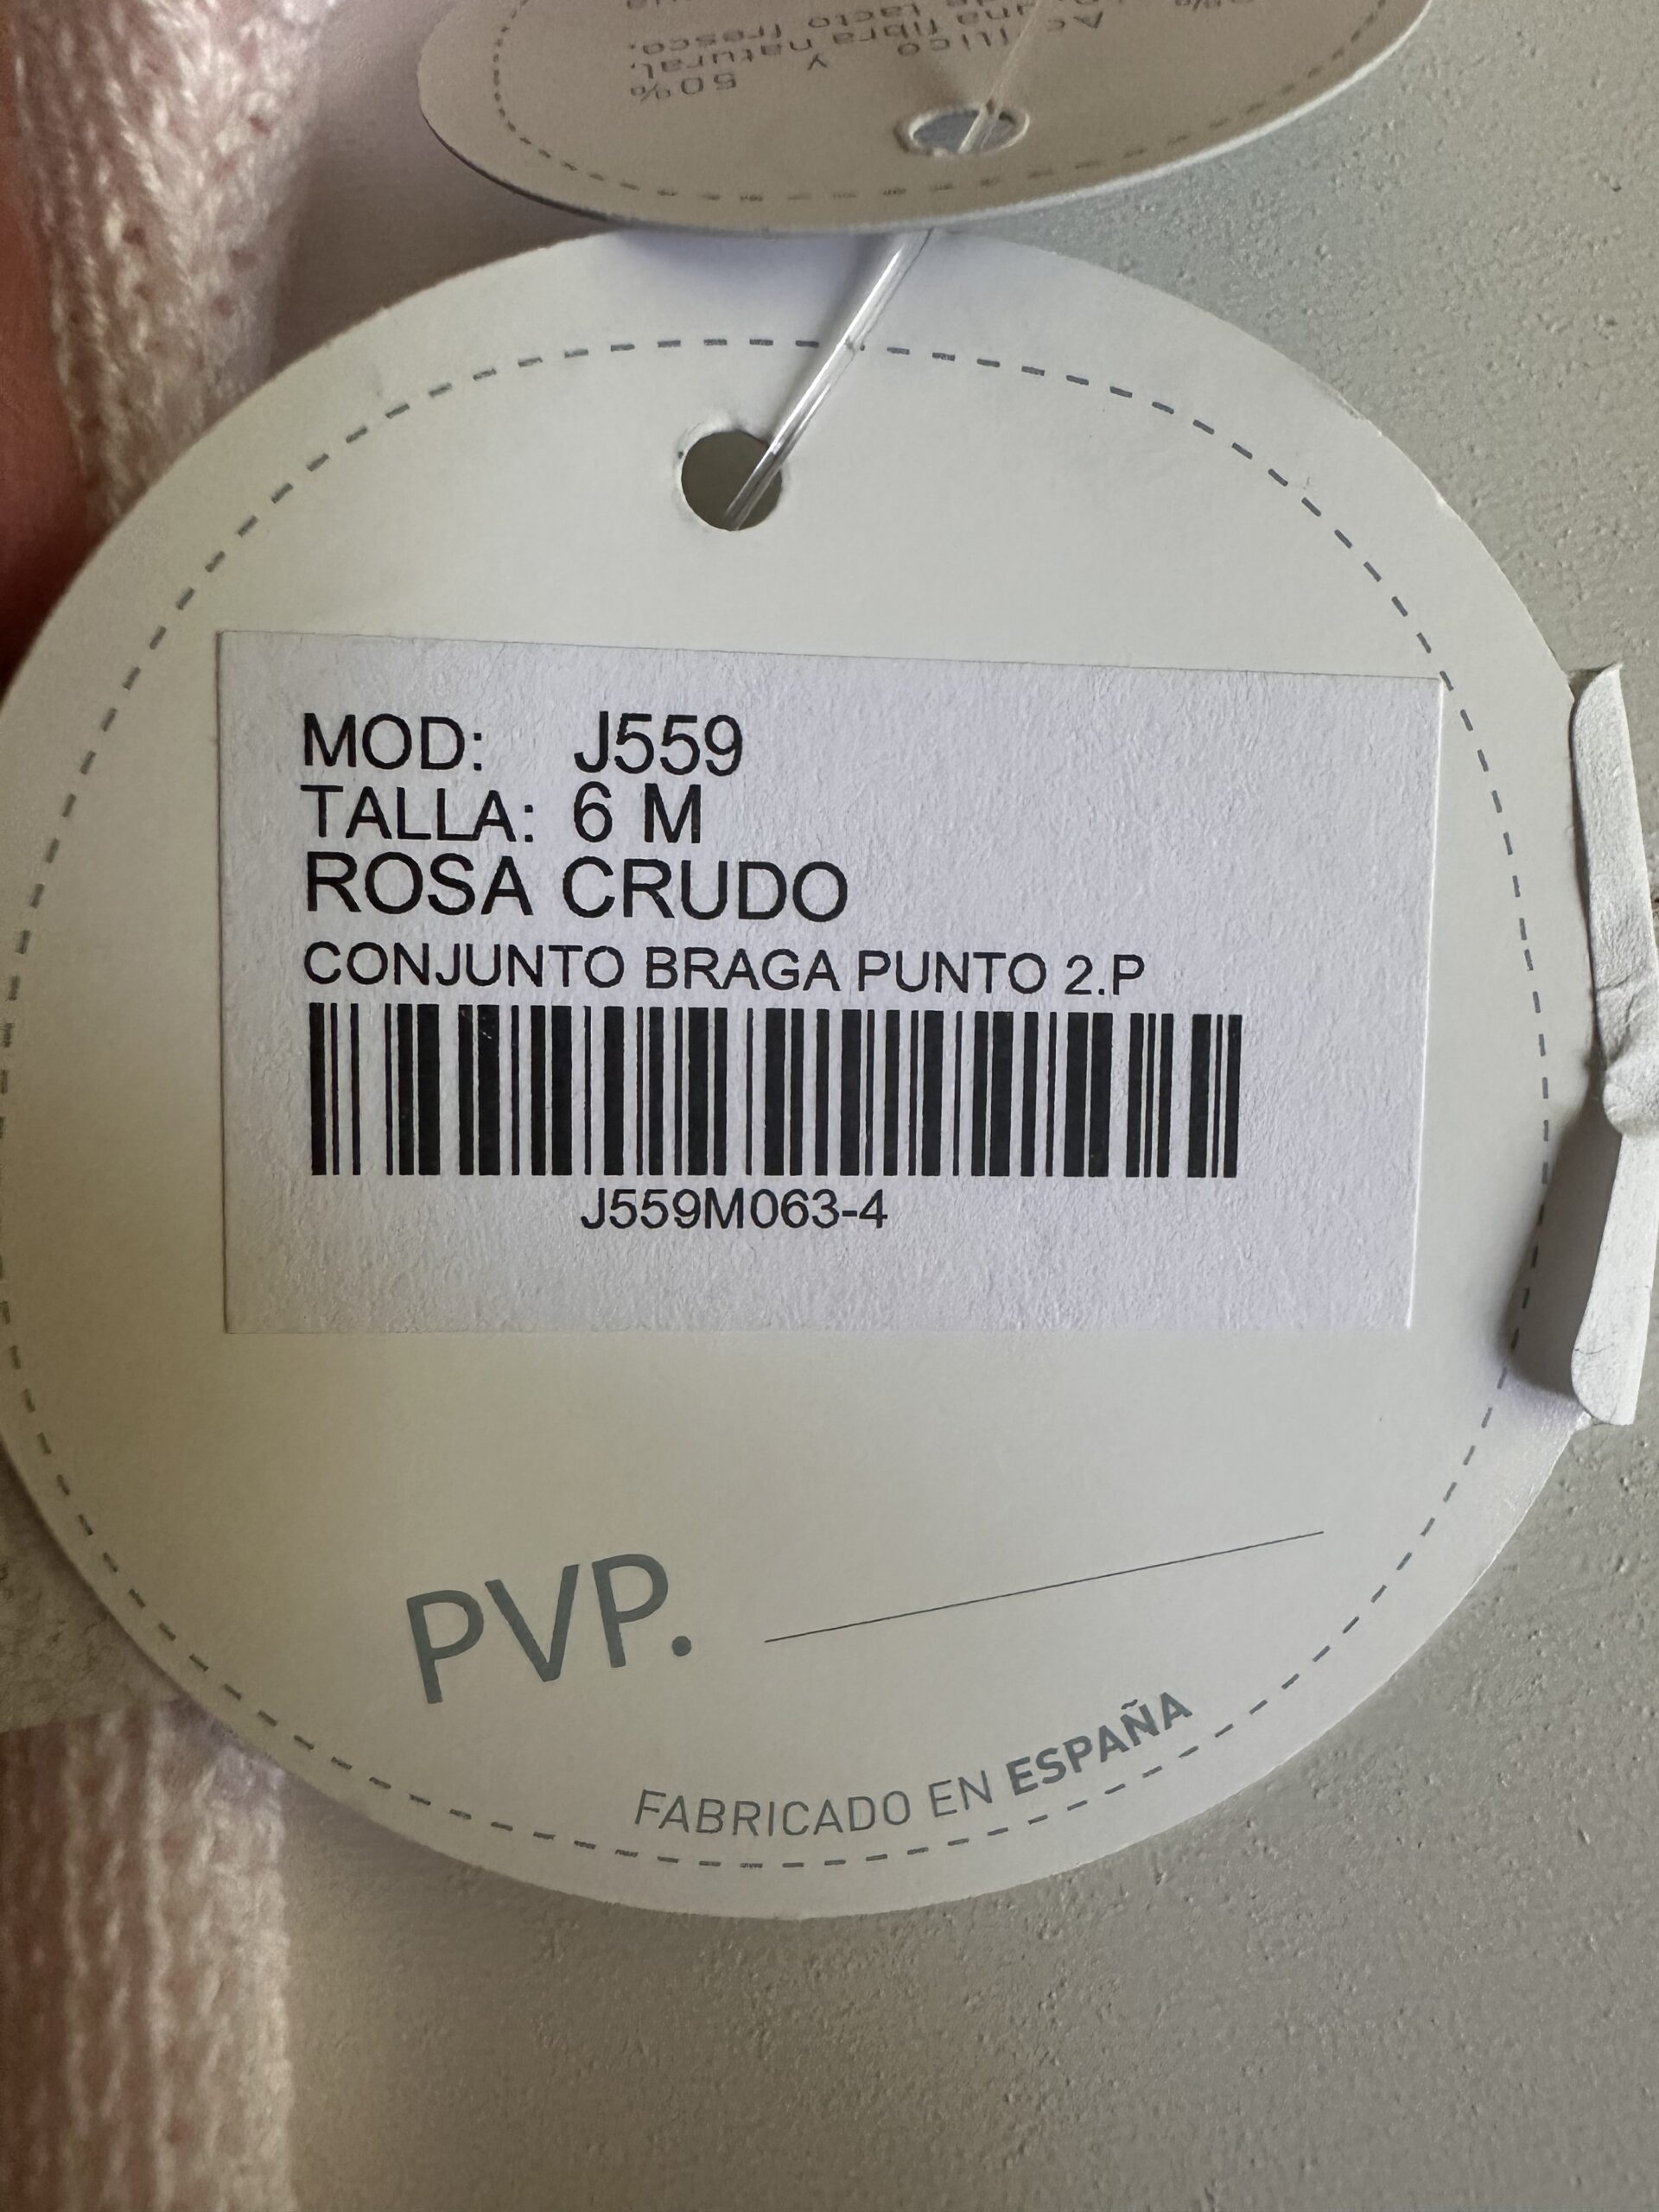 50%
y natural.
fibra
tacto fresco.
MOD: J559
TALLA: 6 M
ROSA CRUDO
CONJUNTO BRAGA PUNTO 2.P
J559M063-4
PVP.
FABRICADO EN ESPAÑA